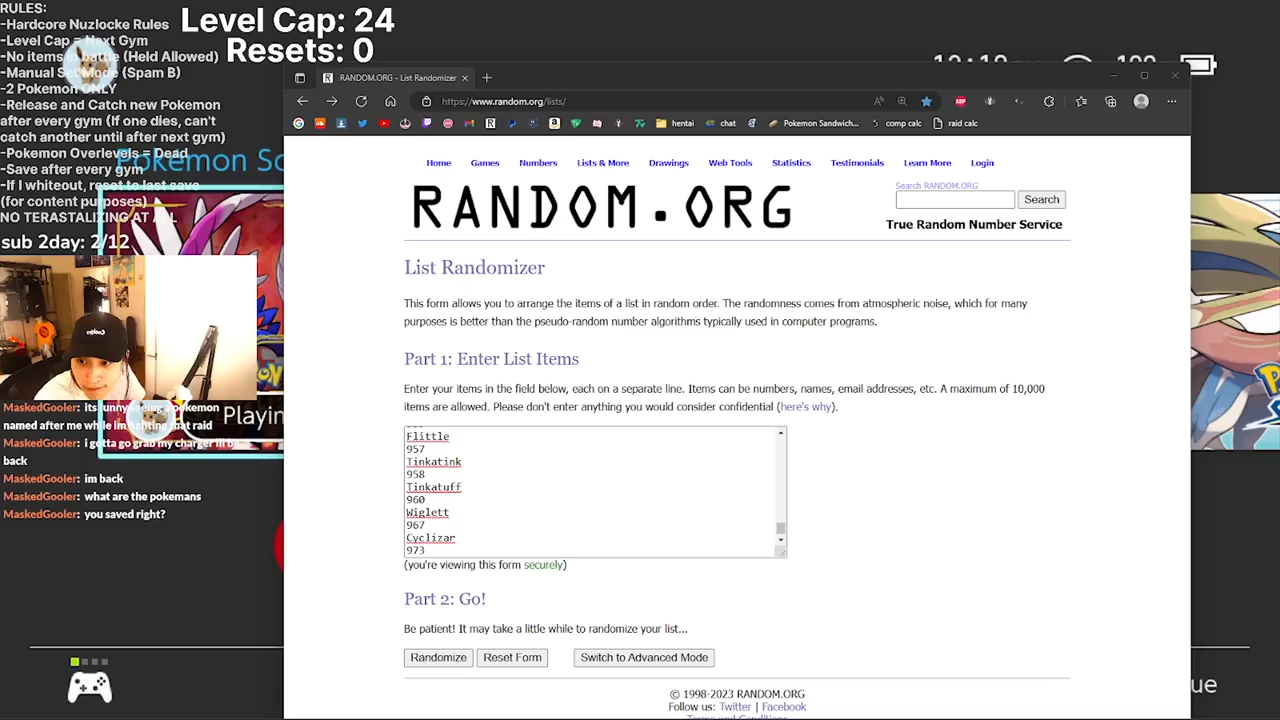 RULES:
-Hardcore Nuzlocke Rules
-Level Cap = Next Gym
-No items in battle (Held Allowed)
-Manual Set Mode (Spam B)
-2 Pokemon ONLY
-Release and Catch new Pokemon
after every gym (If one dies, can't
catch another until after next gym)
-Pokemon Overlevels = Dead
-Save after every gym
-If I whiteout, reset to last save
(for content purposes)
NO TERASTALIZING AT ALL
sub 2day: 2/12
Level Cap: 24
Resets: 0
Pokémon Sc
MaskedGooler: its funny seeing a pokemon
named after me while im fighting that raid
MaskedGooler: i gotta go grab my charger ill be
back
MaskedGooler: im back
MaskedGooler: what are the pokemans
MaskedGooler: you saved right?
Playin
RANDOM.ORG - List Randomizer
https://www.random.org/lists/
hentai
chat
Pokemon Sandwich...
comp calc
raid calc
Home
Games
Numbers
Lists & More
Drawings
Web Tools
Statistics
Testimonials
Learn More
Login
RANDOM.ORG
Search RANDOM.ORG
Search
True Random Number Service
List Randomizer
This form allows you to arrange the items of a list in random order. The randomness comes from atmospheric noise, which for many
purposes is better than the pseudo-random number algorithms typically used in computer programs.
Part 1: Enter List Items
Enter your items in the field below, each on a separate line. Items can be numbers, names, email addresses, etc. A maximum of 10,000
items are allowed. Please don't enter anything you would consider confidential (here's why).
Flittle
957
Tinkatink
958
Tinkatuff
960
Wiglett
967
Cyclizar
973
(you're viewing this form securely)
Part 2: Go!
Be patient! It may take a little while to randomize your list...
Randomize
Reset Form
Switch to Advanced Mode
© 1998-2023 RANDOM.ORG
Follow us: Twitter | Facebook
Terms and Conditions
ue